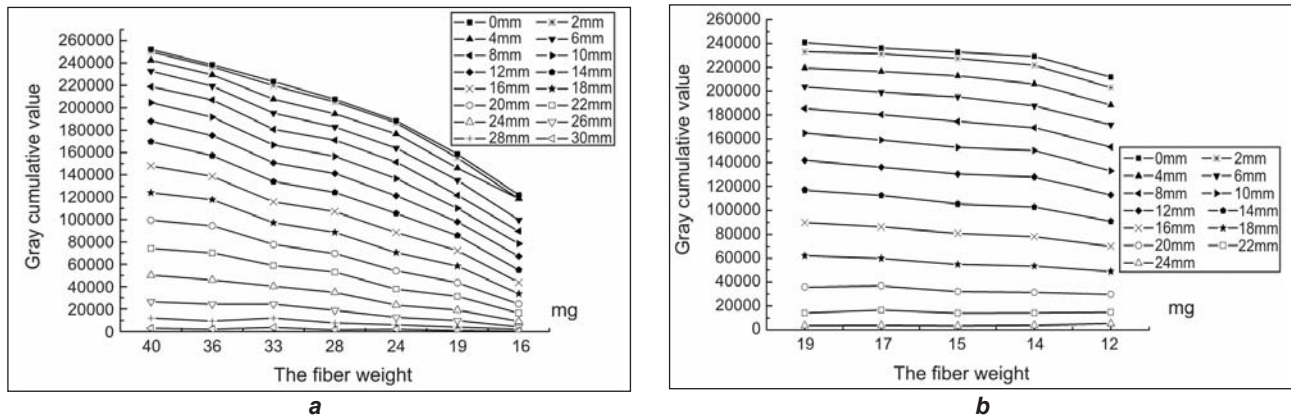 260000
240000
220000
200000
180000
160000
140000
120000
100000
80000
60000
40000
20000
0
Gray cumulative value
0mm 2mm
4mm 6mm
8mm 10mm
12mm 14mm
16mm 18mm
20mm 22mm
24mm 26mm
28mm 30mm
mg
40 36 33 28 24 19 16
The fiber weight
a
260000
240000
220000
200000
180000
160000
140000
120000
100000
80000
60000
40000
20000
0
Gray cumulative value
0mm 2mm
4mm 6mm
8mm 10mm
12mm 14mm
16mm 18mm
20mm 22mm
24mm
mg
19 17 15 14 12
The fiber weight
b